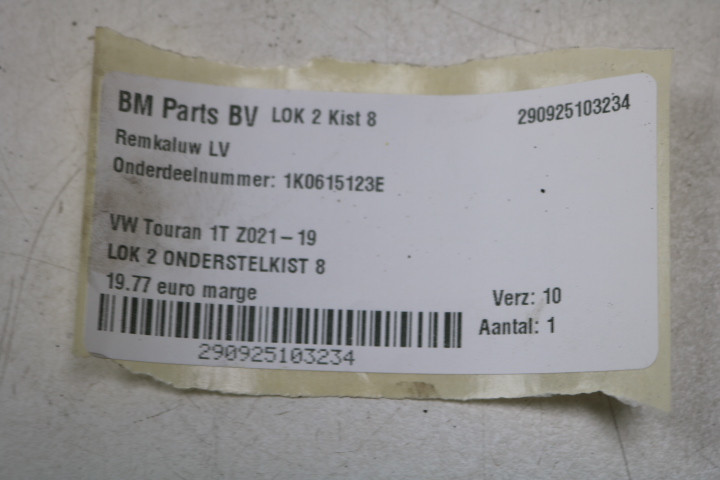 BM Parts BV LOK 2 Kist 8 290925103234
Remkaluw LV
Onderdeelnummer: 1K0615123E
VW Touran 1T Z021-19
LOK 2 ONDERSTELKIST 8
19.77 euro marge
Verz: 10
Aantal: 1
290925103234